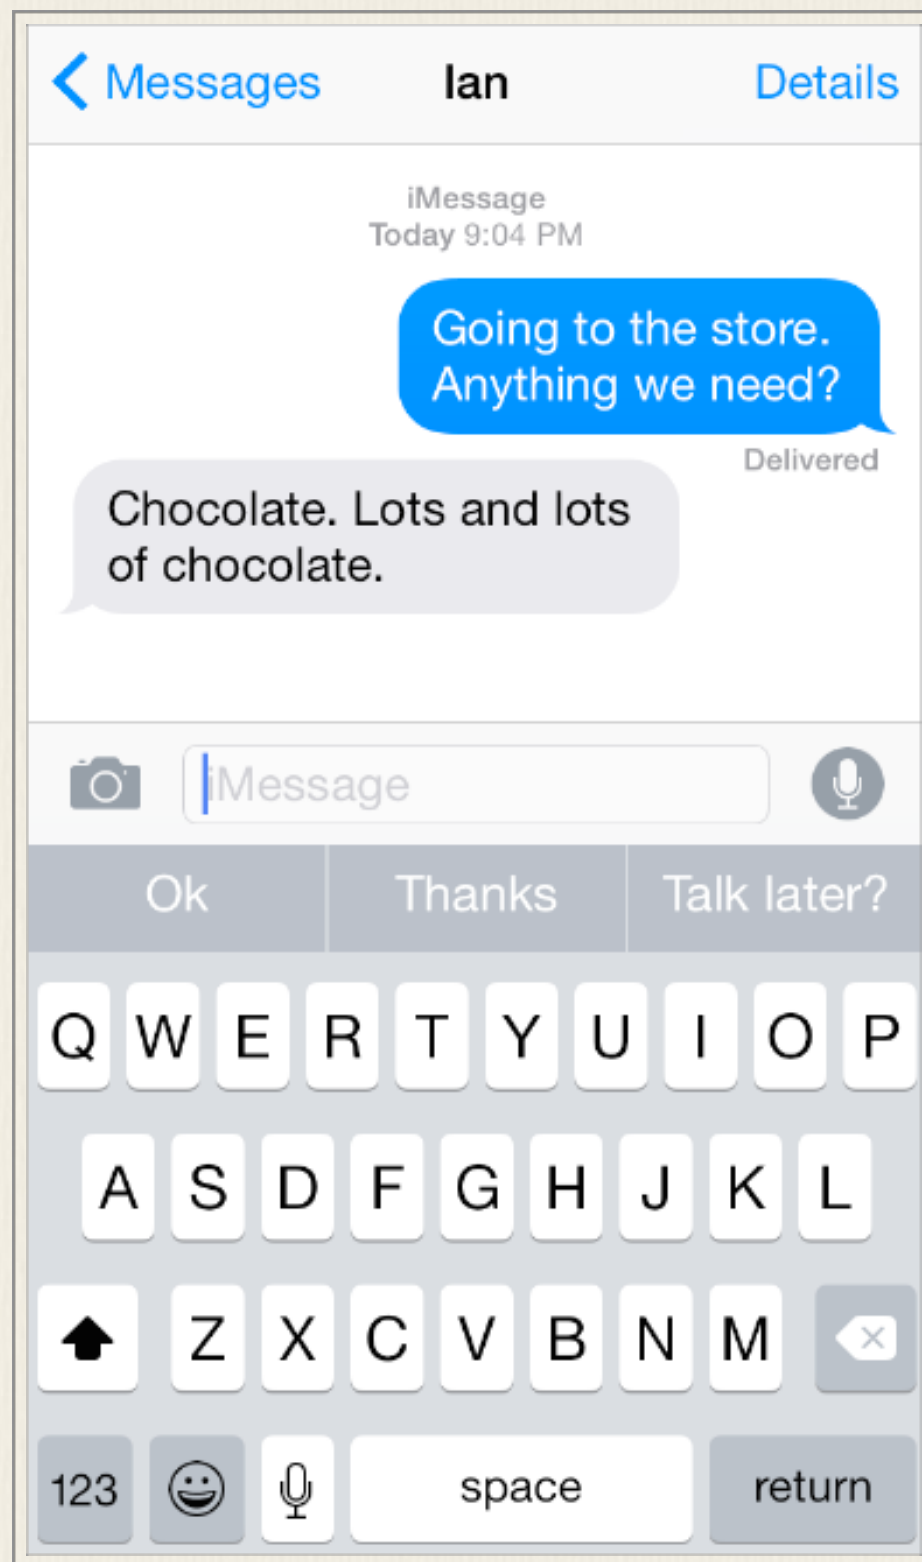 Messages Ian Details
iMessage
Today 9:04 PM
Going to the store.
Anything we need?
Delivered
Chocolate. Lots and lots
of chocolate.
iMessage
Ok Thanks Talk later?
Q W E R T Y U I O P
A S D F G H J K L
Z X C V B N M
123 space return